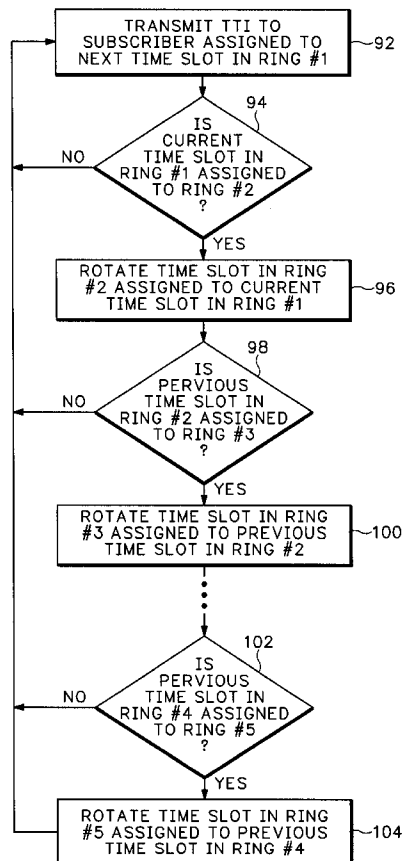 TRANSMIT TTI TO
SUBSCRIBER ASSIGNED TO
NEXT TIME SLOT IN RING #1
92
94
IS
CURRENT
TIME SLOT IN
RING #1 ASSIGNED
TO RING #2
?
NO
YES
ROTATE TIME SLOT IN RING
#2 ASSIGNED TO CURRENT
TIME SLOT IN RING #1
96
98
IS
PERVIOUS
TIME SLOT IN
RING #2 ASSIGNED
TO RING #3
?
NO
YES
ROTATE TIME SLOT IN RING
#3 ASSIGNED TO PREVIOUS
TIME SLOT IN RING #2
100
102
IS
PERVIOUS
TIME SLOT IN
RING #4 ASSIGNED
TO RING #5
?
NO
YES
ROTATE TIME SLOT IN RING
#5 ASSIGNED TO PREVIOUS
TIME SLOT IN RING #4
104